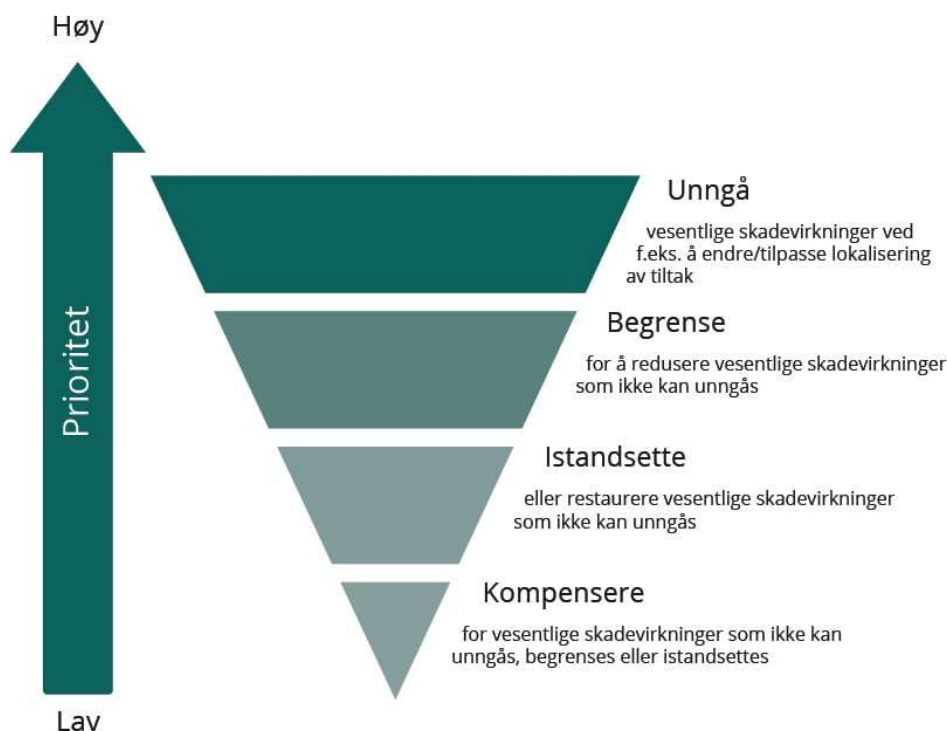 Høy
Prioritet
Lav
Unngå
vesentlige skadevirkninger ved
f.eks. å endre/tilpasse lokalisering
av tiltak
Begrense
for å redusere vesentlige skadevirkninger
som ikke kan unngås
Istandsette
eller restaurere vesentlige skadevirkninger
som ikke kan unngås
Kompensere
for vesentlige skadevirkninger som ikke kan
unngås, begrenses eller istandsettes